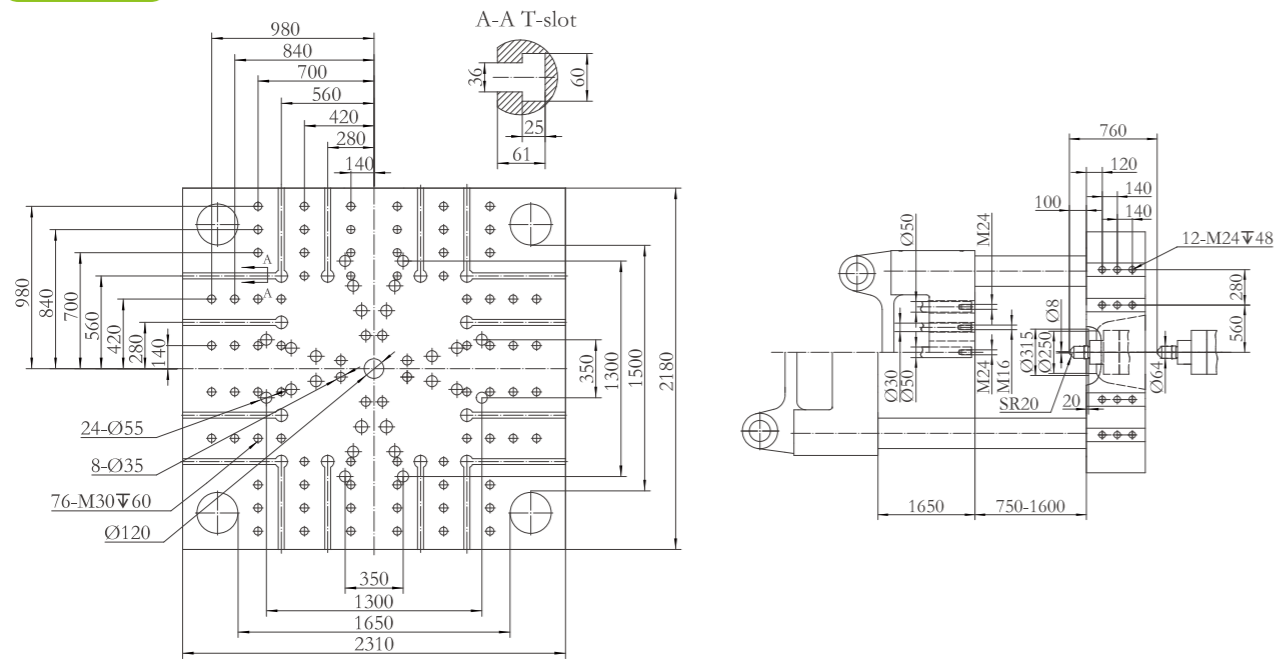 A-A T-slot
980
840
700
560
420
280
140
36
60
25
61
980
840
700
560
420
280
140
A
A
350
1300
1500
2180
24-Ø55
8-Ø35
76-M30↧60
Ø120
350
1300
1650
2310
760
120
140
100
140
12-M24↧48
Ø50
M24
280
560
Ø8
Ø315
Ø250
Ø64
Ø30
Ø50
M24
M16
SR20
20
1650
750-1600